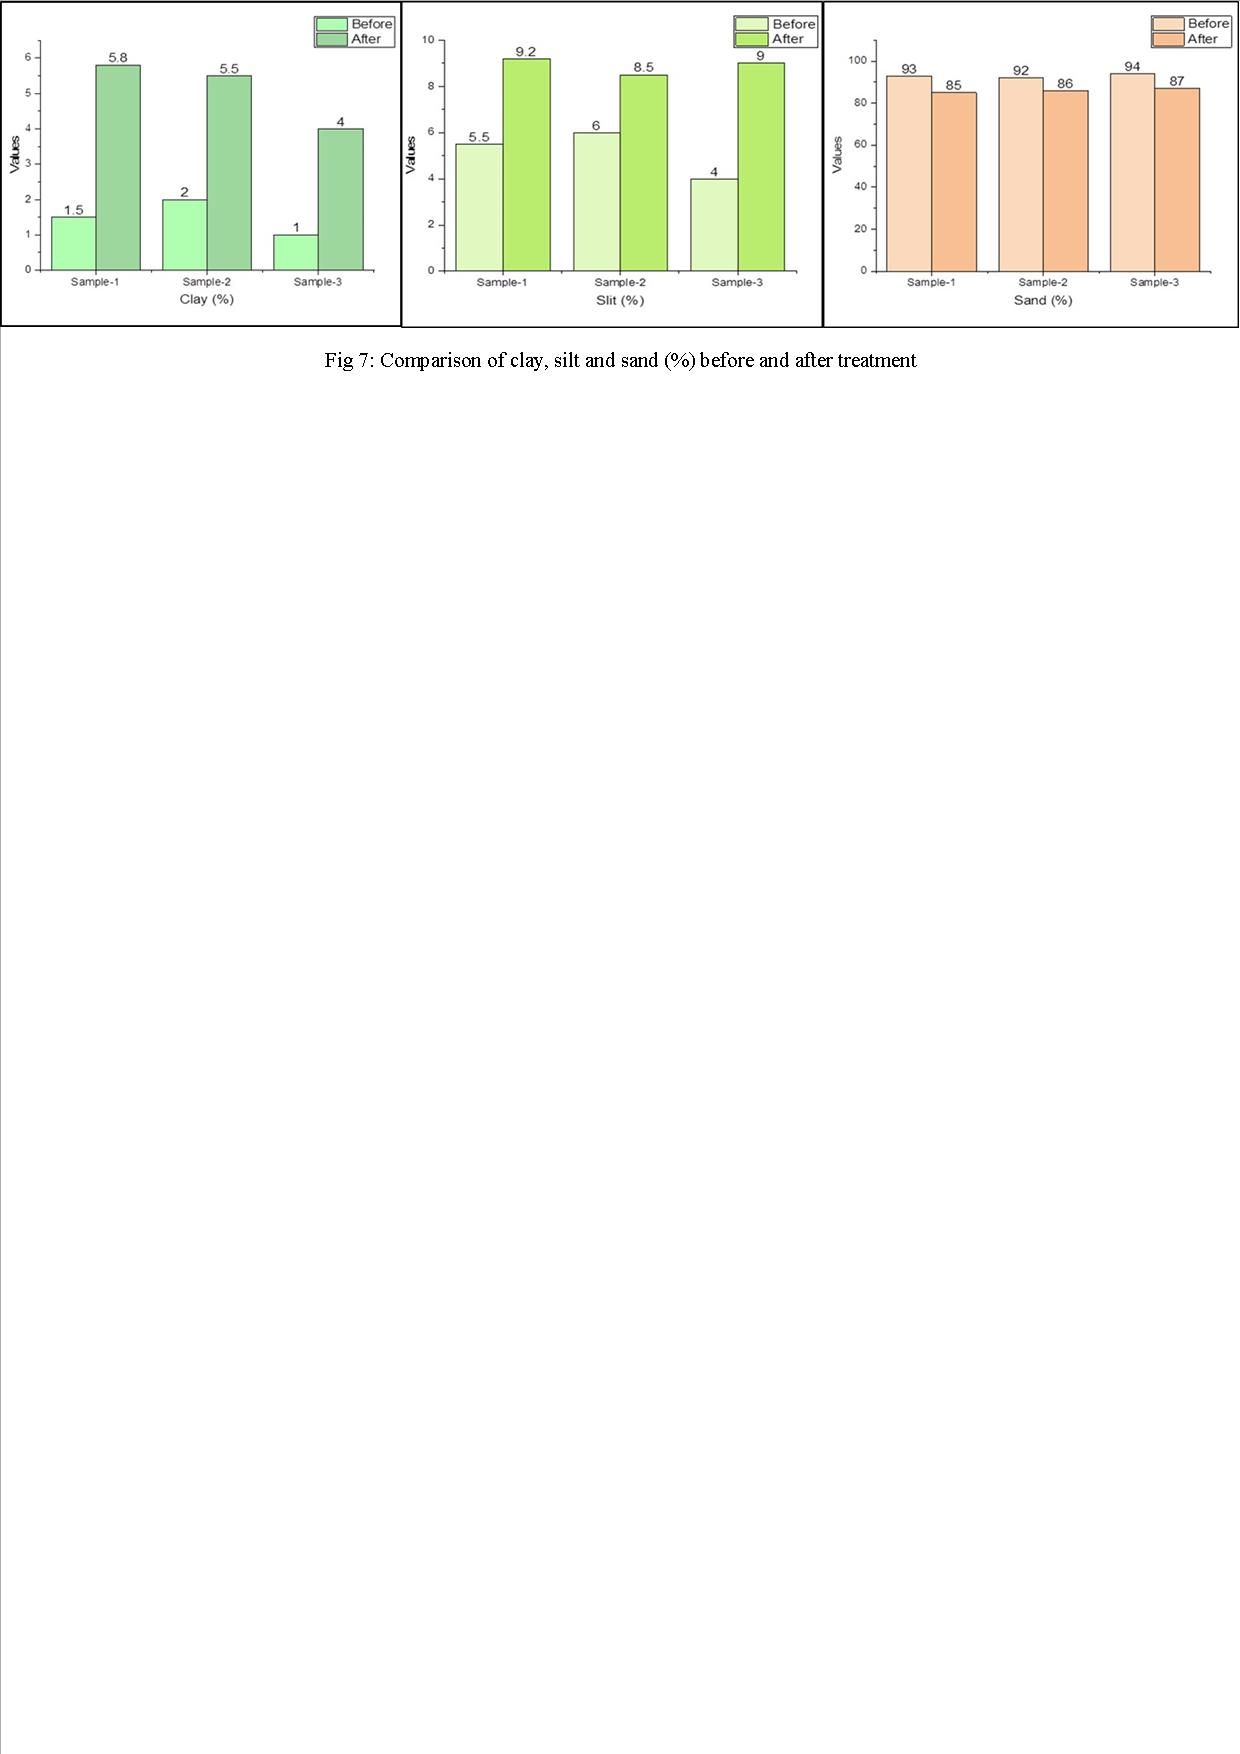 Before
After
6
5
4
3
2
1
0
Values
1.5
5.8
2
5.5
1
4
Sample-1 Sample-2 Sample-3
Clay (%)
Before
After
10
8
6
4
2
0
Values
5.5
9.2
6
8.5
4
9
Sample-1 Sample-2 Sample-3
Slit (%)
Before
After
100
80
60
40
20
0
Values
93
85
92
86
94
87
Sample-1 Sample-2 Sample-3
Sand (%)
Fig 7: Comparison of clay, silt and sand (%) before and after treatment